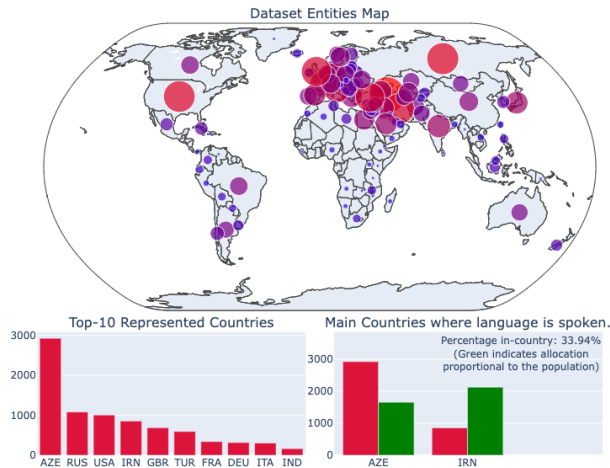 Dataset Entities Map
Top-10 Represented Countries
3000
2000
1000
0
AZE RUS USA IRN GBR TUR FRA DEU ITA IND
Main Countries where language is spoken.
Percentage in-country: 33.94%
(Green indicates allocation
proportional to the population)
3000
2000
1000
0
AZE IRN